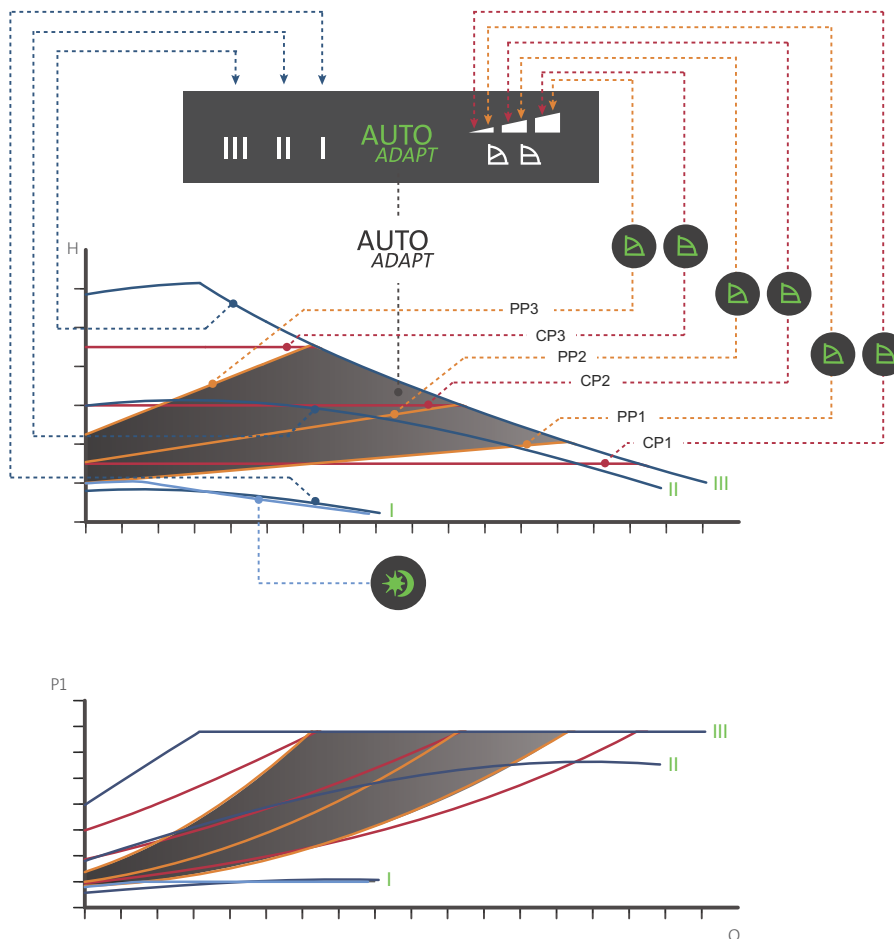 III II I AUTO
ADAPT
AUTO
ADAPT
H
PP3
CP3
PP2
CP2
PP1
CP1
III
II
I
P1
III
II
I
Q